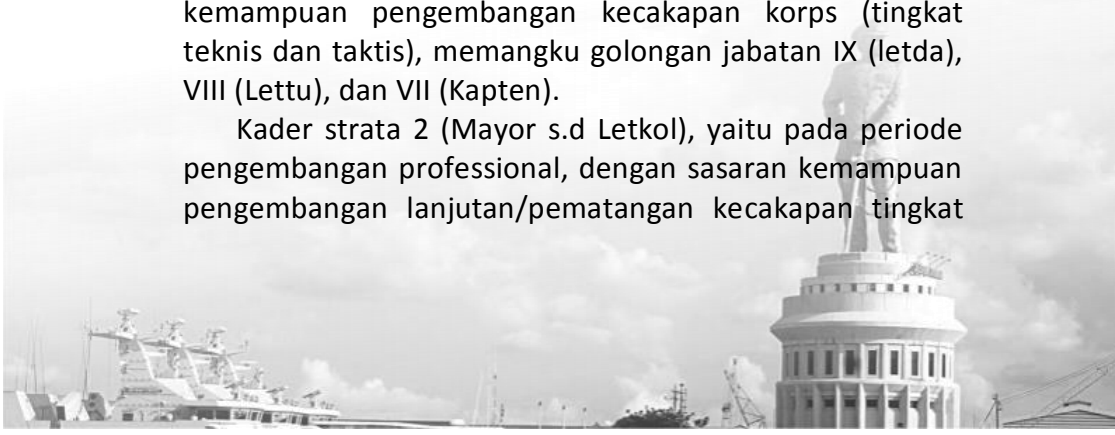 kemampuan pengembangan kecakapan korps (tingkat
teknis dan taktis), memangku golongan jabatan IX (letda),
VIII (Lettu), dan VII (Kapten).
Kader strata 2 (Mayor s.d Letkol), yaitu pada periode
pengembangan professional, dengan sasaran kemampuan
pengembangan lanjutan/pematangan kecakapan tingkat